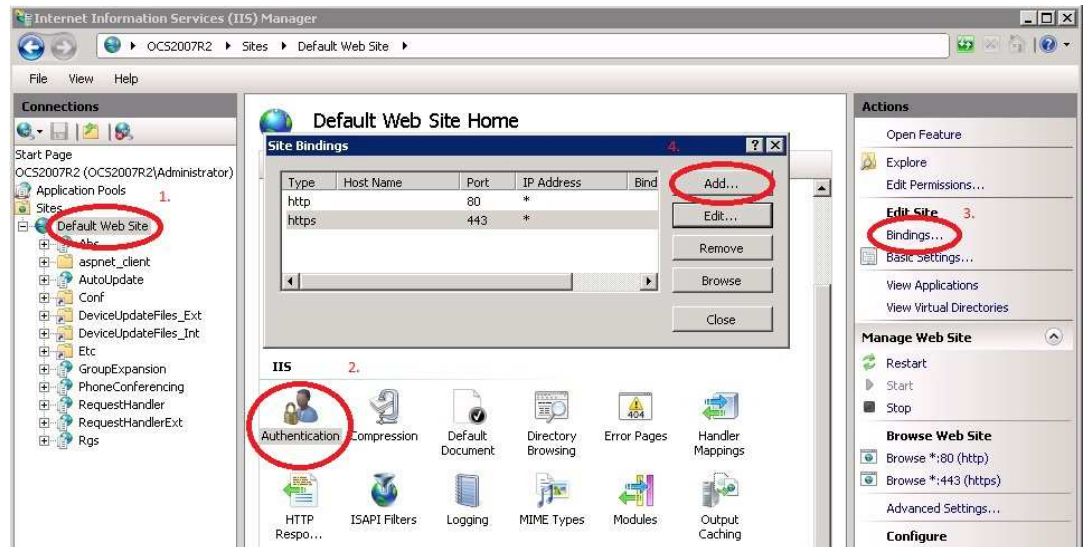 Internet Information Services (IIS) Manager
OCS2007R2 Sites Default Web Site
File View Help
Connections
Start Page
OCS2007R2 (OCS2007R2\Administrator)
Application Pools
1.
Sites
Default Web Site
Abs
aspnet_client
AutoUpdate
Conf
DeviceUpdateFiles_Ext
DeviceUpdateFiles_Int
Etc
GroupExpansion
PhoneConferencing
RequestHandler
RequestHandlerExt
Rgs
Default Web Site Home
Site Bindings
4.
Type Host Name Port IP Address Bind
http 80 *
https 443 *
Add...
Edit...
Remove
Browse
Close
IIS
2.
Authentication
Compression
Default Document
Directory Browsing
Error Pages
404
Handler Mappings
HTTP Respo...
ISAPI Filters
Logging
MIME Types
Modules
Output Caching
Actions
Open Feature
Explore
Edit Permissions...
Edit Site
3.
Bindings...
Basic Settings...
View Applications
View Virtual Directories
Manage Web Site
Restart
Start
Stop
Browse Web Site
Browse *:80 (http)
Browse *:443 (https)
Advanced Settings...
Configure